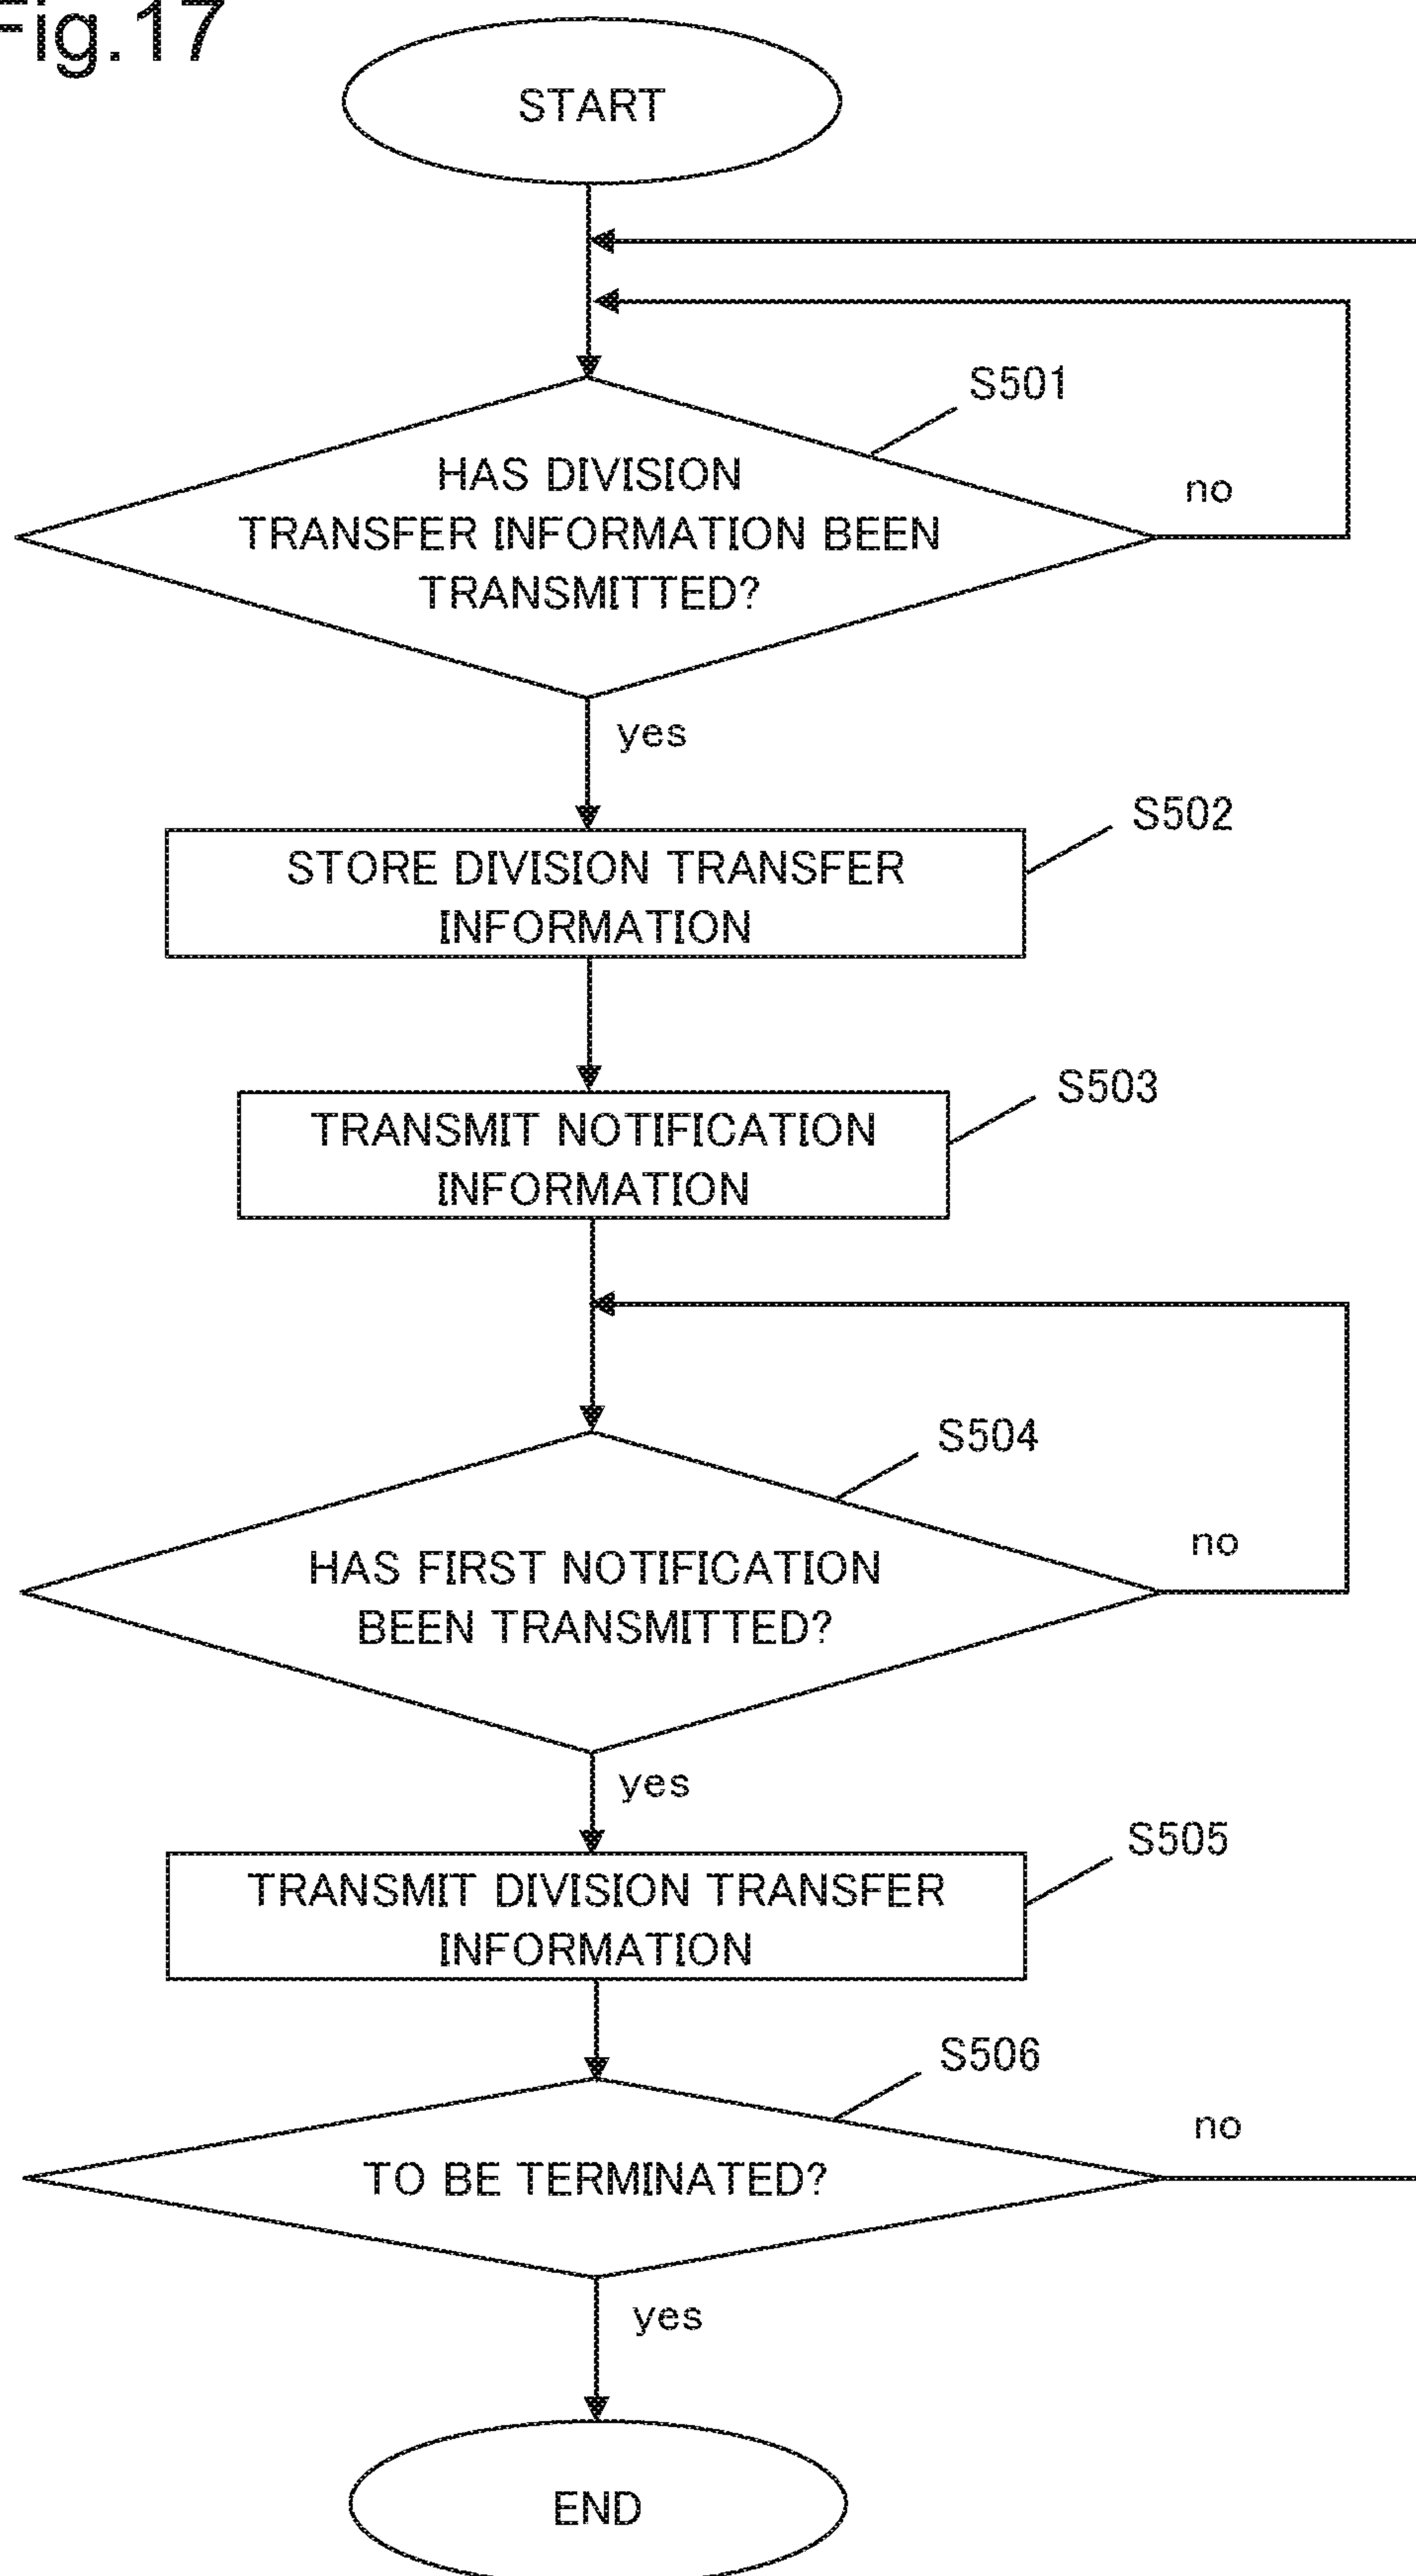 Fig.17
START
S501
HAS DIVISION
TRANSFER INFORMATION BEEN
TRANSMITTED?
no
yes
S502
STORE DIVISION TRANSFER
INFORMATION
S503
TRANSMIT NOTIFICATION
INFORMATION
S504
HAS FIRST NOTIFICATION
BEEN TRANSMITTED?
no
yes
S505
TRANSMIT DIVISION TRANSFER
INFORMATION
S506
TO BE TERMINATED?
no
yes
END